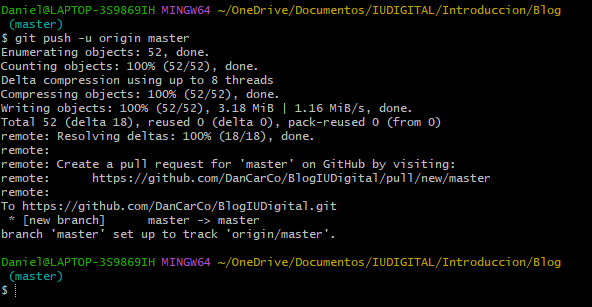 Daniel@LAPTOP-3S9869IH MINGW64 ~/OneDrive/Documentos/IUDIGITAL/Introduccion/Blog
(master)
$ git push -u origin master
Enumerating objects: 52, done.
Counting objects: 100% (52/52), done.
Delta compression using up to 8 threads
Compressing objects: 100% (52/52), done.
Writing objects: 100% (52/52), 3.18 MiB | 1.16 MiB/s, done.
Total 52 (delta 18), reused 0 (delta 0), pack-reused 0 (from 0)
remote: Resolving deltas: 100% (18/18), done.
remote:
remote: Create a pull request for 'master' on GitHub by visiting:
remote:      https://github.com/DanCarCo/BlogIUDigital/pull/new/master
remote:
To https://github.com/DanCarCo/BlogIUDigital.git
 * [new branch]      master -> master
branch 'master' set up to track 'origin/master'.
Daniel@LAPTOP-3S9869IH MINGW64 ~/OneDrive/Documentos/IUDIGITAL/Introduccion/Blog
(master)
$